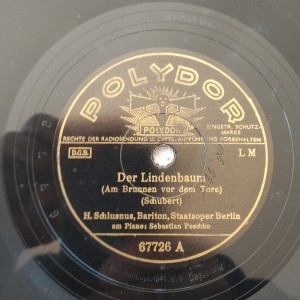 POLYDOR
POLYDOR
EINGETR. SCHUTZ-
MARKE
RECHTE DER RADIOSENDUNG U. ÖFFTL. AUFFÜHRUNG VORBEHALTEN
D.G.B. L M
Der Lindenbaum
(Am Brunnen vor dem Tore)
(Schubert)
H. Schlusnus, Bariton, Staatsoper Berlin
am Piano: Sebastian Peschko
67726 A